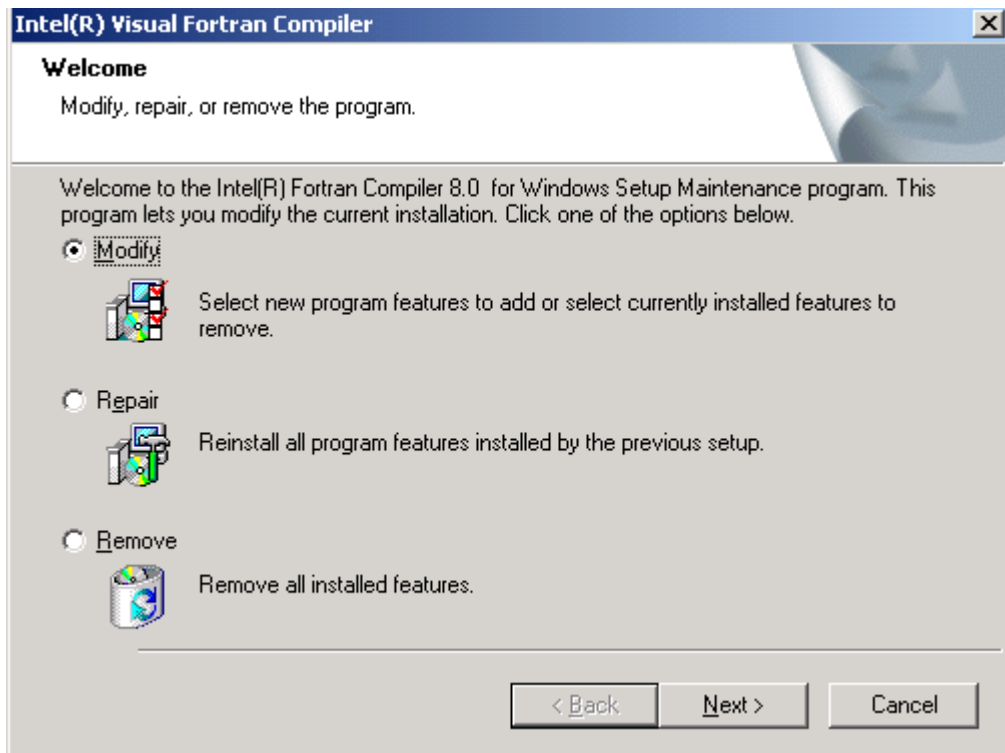 Intel(R) Visual Fortran Compiler
Welcome
Modify, repair, or remove the program.
Welcome to the Intel(R) Fortran Compiler 8.0  for Windows Setup Maintenance program. This
program lets you modify the current installation. Click one of the options below.
Modify
Select new program features to add or select currently installed features to
remove.
Repair
Reinstall all program features installed by the previous setup.
Remove
Remove all installed features.
< Back
Next >
Cancel